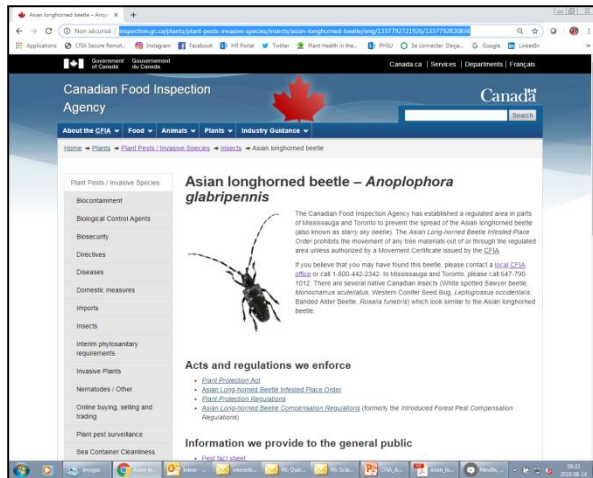 Asian longhorned beetle – Anop
Non sécurisé | inspection.gc.ca/plants/plant-pests-invasive-species/insects/asian-longhorned-beetle/eng/1337792721926/1337792820836
Applications CFIA Secure Remot... Instagram Facebook HR Portal Twitter Plant Health in the... PHSU Se connecter Desja... Google LinkedIn
Government of Canada Gouvernement du Canada
Canada.ca | Services | Departments | Français
Canadian Food Inspection Agency
Canada
Search
About the CFIA Food Animals Plants Industry Guidance
Home Plants Plant Pests / Invasive Species Insects Asian longhorned beetle
Plant Pests / Invasive Species
Biocontainment
Biological Control Agents
Biosecurity
Directives
Diseases
Domestic measures
Imports
Insects
Interim phytosanitary
requirements
Invasive Plants
Nematodes / Other
Online buying, selling and
trading
Plant pest surveillance
Sea Container Cleanliness
Asian longhorned beetle – Anoplophora
glabripennis
The Canadian Food Inspection Agency has established a regulated area in parts
of Mississauga and Toronto to prevent the spread of the Asian longhorned beetle
(also known as starry sky beetle). The Asian Long-horned Beetle Infested Place
Order prohibits the movement of any tree materials out of or through the regulated
area unless authorized by a Movement Certificate issued by the CFIA.
If you believe that you may have found this beetle, please contact a local CFIA
office or call 1-800-442-2342. In Mississauga and Toronto, please call 647-790-
1012. There are several native Canadian insects (White spotted Sawyer beetle,
Monochamus scutellatus, Western Conifer Seed Bug, Leptoglossus occidentalis,
Banded Alder Beetle, Rosalia funebris) which look similar to the Asian longhorned
beetle.
Acts and regulations we enforce
Plant Protection Act
Asian Long-horned Beetle Infested Place Order
Plant Protection Regulations
Asian Long-horned Beetle Compensation Regulations (formerly the Introduced Forest Pest Compensation
Regulations)
Information we provide to the general public
Pest fact sheet
Images Asian lo... Inbox - ... interesti... RE: Quic... RE: Scie... CFIA_A... asian_lo... Neville, ... 09:22
2019-08-14